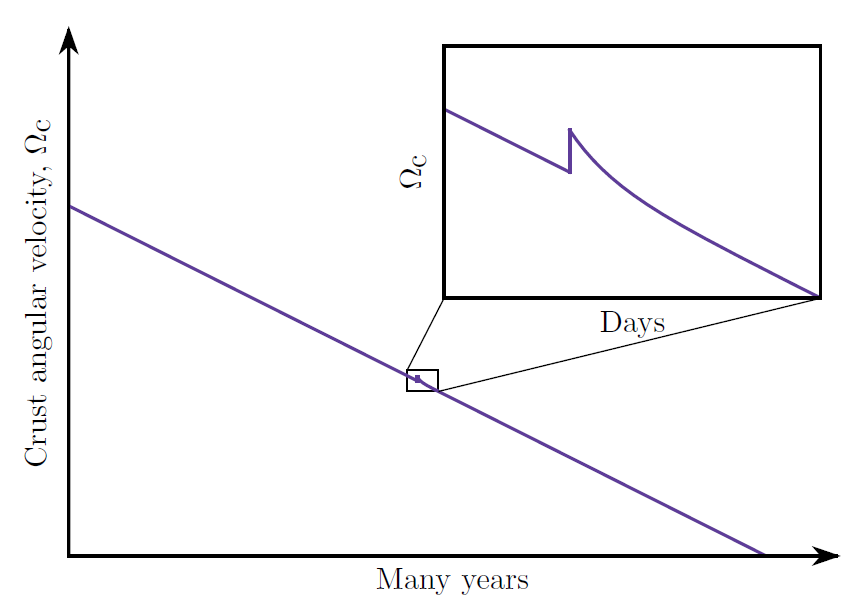 Crust angular velocity, Ωc
Ωc
Days
Many years